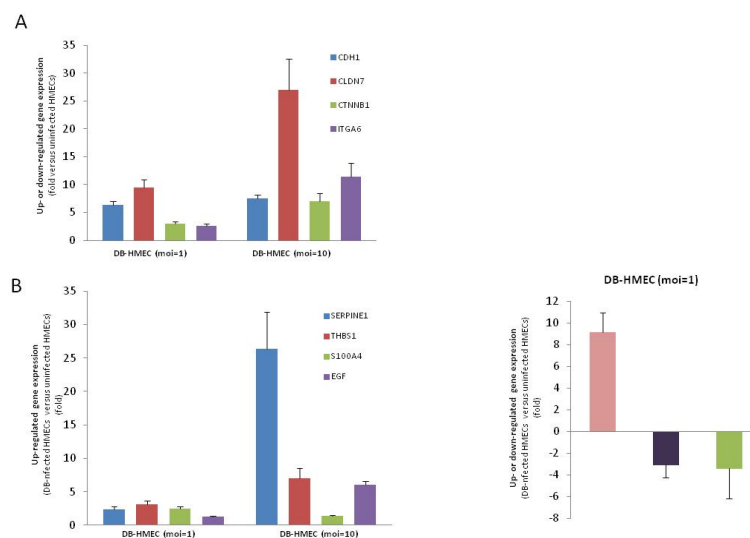 A
Up- or down-regulated gene expression
(fold versus uninfected HMECs)
35
30
25
20
15
10
5
0
CDH1
CLDN7
CTNNB1
ITGA6
DB-HMEC (moi=1)
DB-HMEC (moi=10)
B
Up-regulated gene expression
(DB-nfected HMECs versus uninfected HMECs)
(fold)
35
30
25
20
15
10
5
0
SERPINE1
THBS1
S100A4
EGF
DB-HMEC (moi=1)
DB-HMEC (moi=10)
DB-HMEC (moi=1)
Up- or down-regulated gene expression
(DB-nfected HMECs versus uninfected HMECs)
(fold)
12
10
8
6
4
2
0
-2
-4
-6
-8